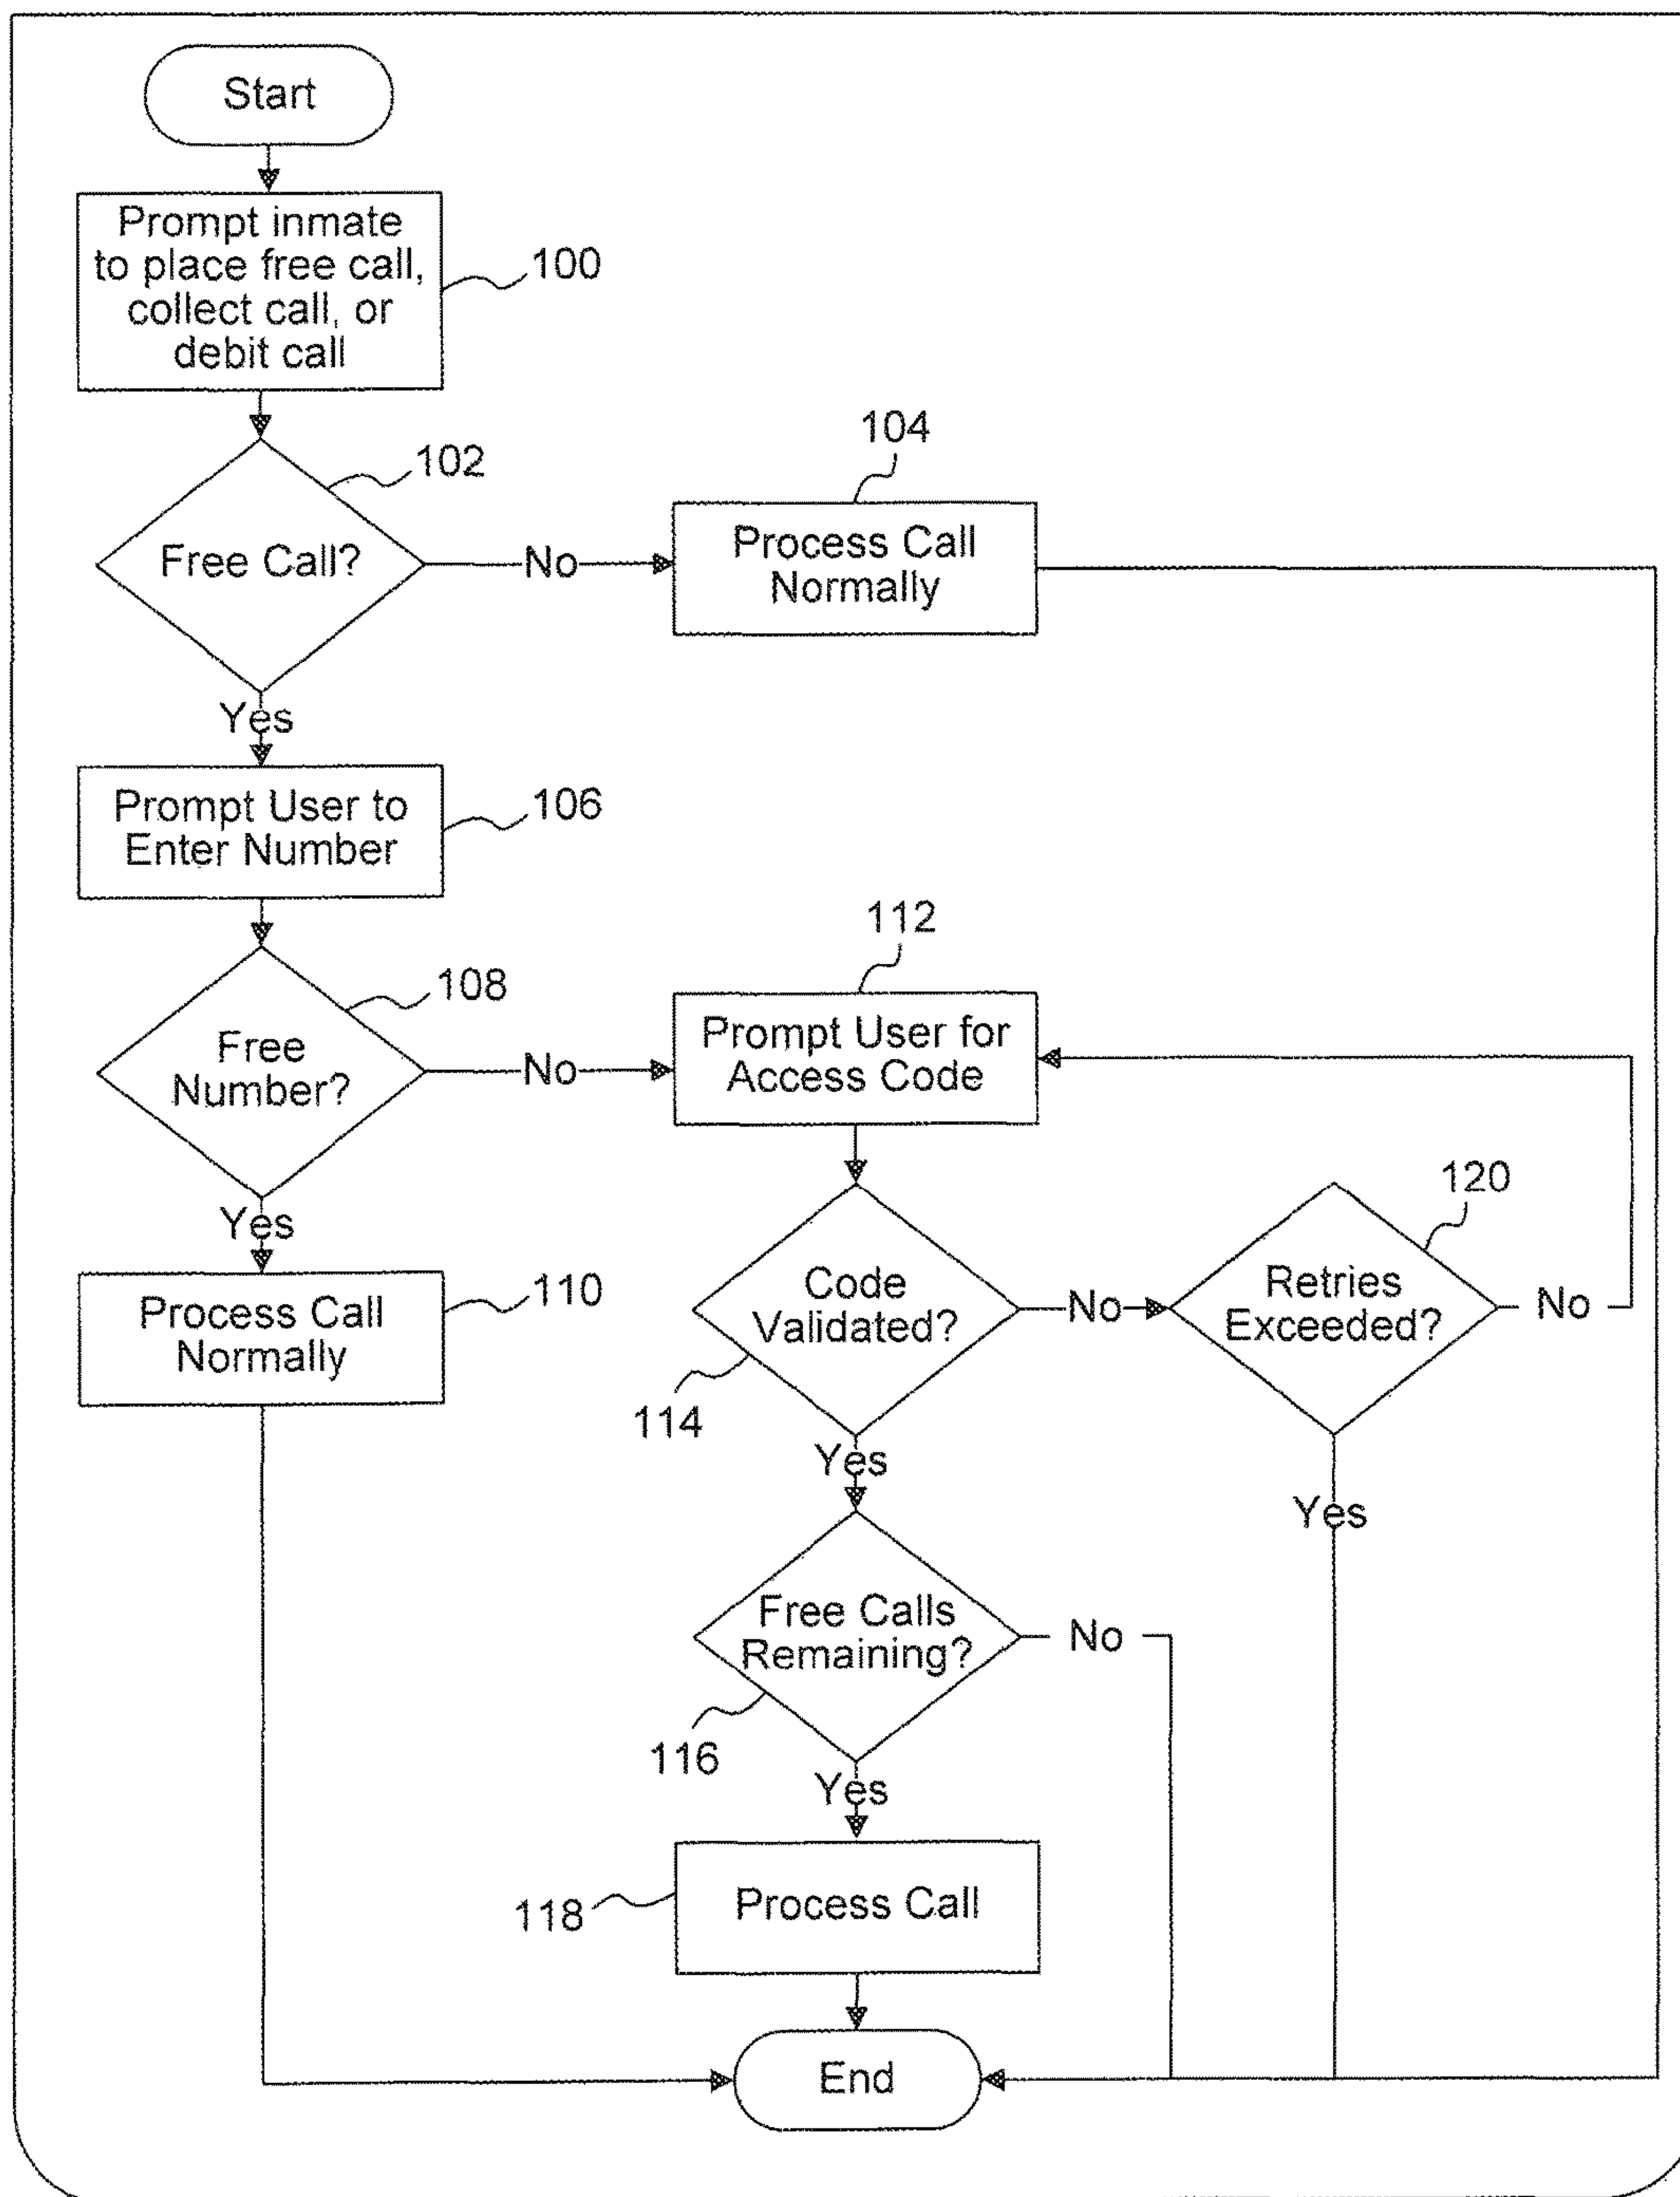 Start
Prompt inmate
to place free call,
collect call, or
debit call
100
102
Free Call?
No
104
Process Call
Normally
Yes
Prompt User to
Enter Number
106
108
Free
Number?
No
112
Prompt User for
Access Code
Yes
Process Call
Normally
110
Code
Validated?
114
No
120
Retries
Exceeded?
No
Yes
Yes
Free Calls
Remaining?
116
No
Yes
118
Process Call
End